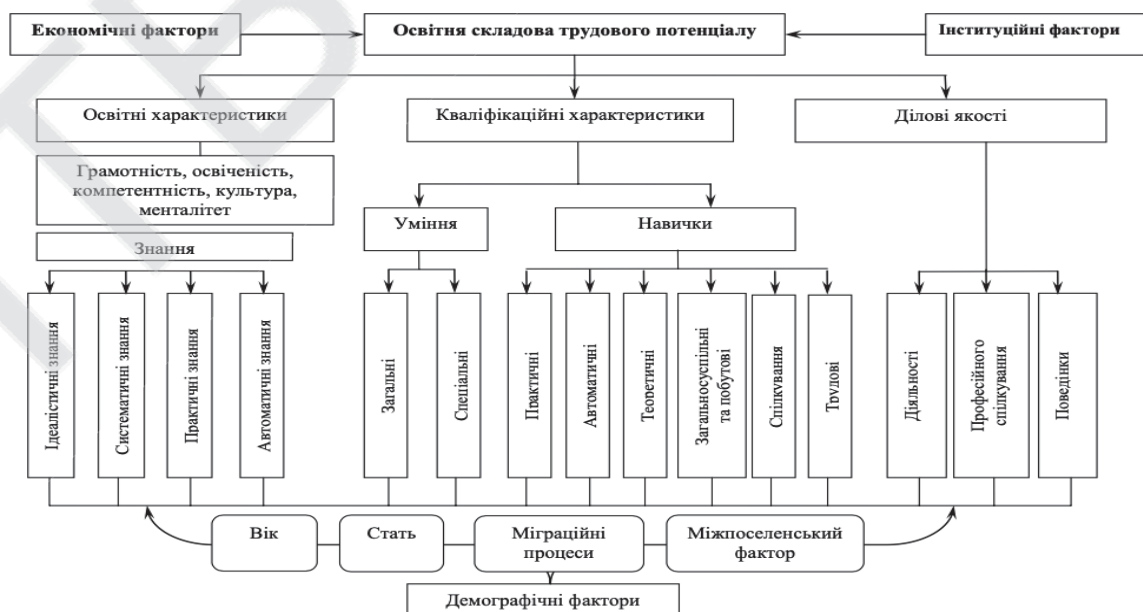 Економічні фактори
Освітня складова трудового потенціалу
Інституційні фактори
Освітні характеристики
Кваліфікаційні характеристики
Ділові якості
Грамотність, освіченість,
компетентність, культура,
менталітет
Уміння
Навички
Знання
Ідеалістичні знання
Систематичні знання
Практичні знання
Автоматичні знання
Загальні
Спеціальні
Практичні
Автоматичні
Теоретичні
Загальносуспільні
та побутові
Спілкування
Трудові
Діяльності
Професійного
спілкування
Поведінки
Вік
Стать
Міграційні
процеси
Міжпоселенський
фактор
Демографічні фактори